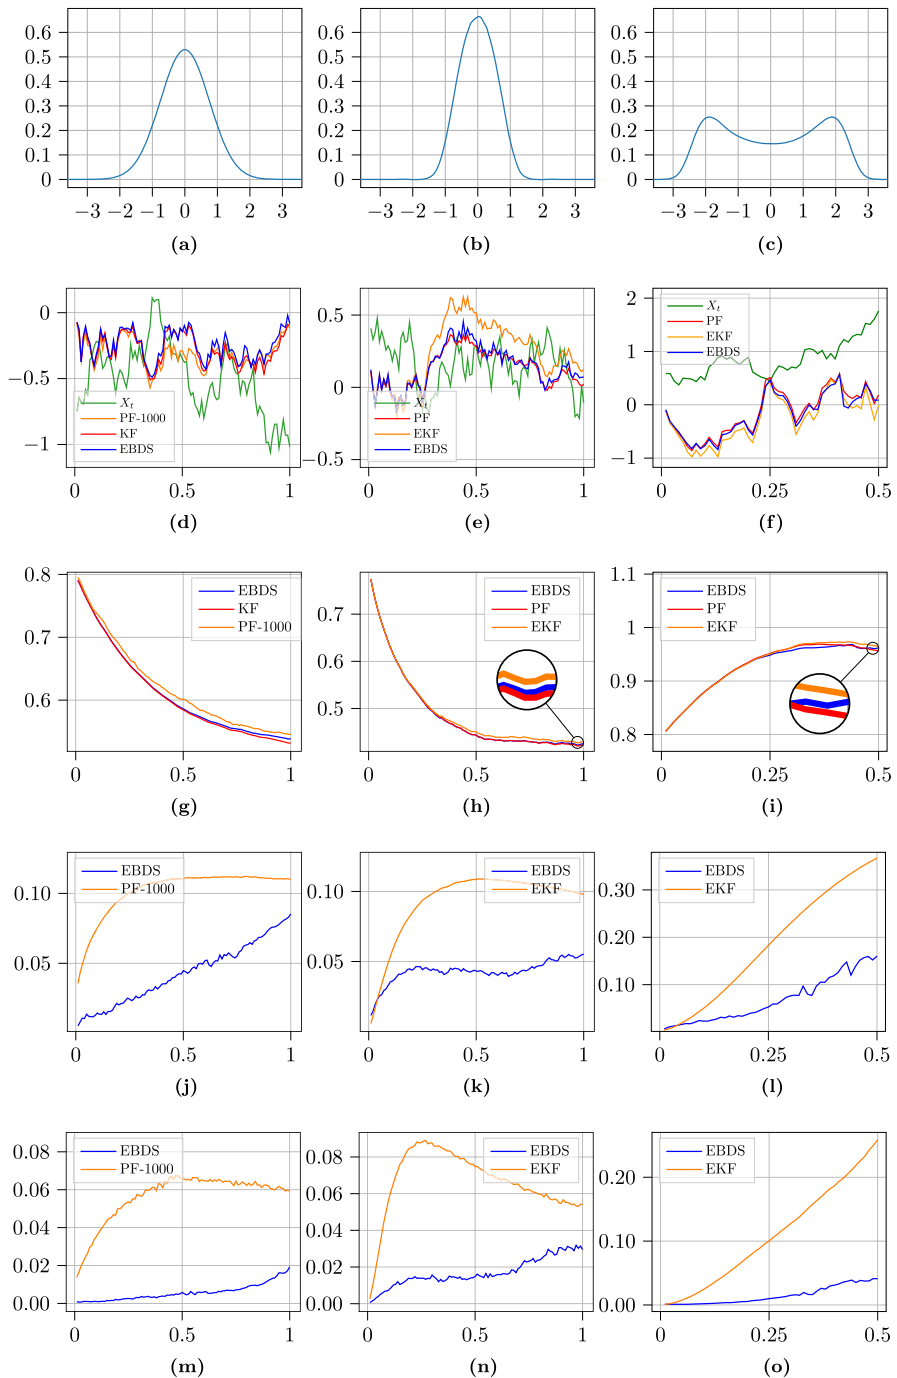 0.6
0.5
0.4
0.3
0.2
0.1
0
−3 −2 −1 0 1 2 3
(a)
0.6
0.5
0.4
0.3
0.2
0.1
0
−3 −2 −1 0 1 2 3
(b)
0.6
0.5
0.4
0.3
0.2
0.1
0
−3 −2 −1 0 1 2 3
(c)
0
−0.5
−1
X_t
PF-1000
KF
EBDS
0 0.5 1
(d)
0.5
0
−0.5
X_t
PF
EKF
EBDS
0 0.5 1
(e)
2
1
0
−1
X_t
PF
EKF
EBDS
0 0.25 0.5
(f)
0.8
0.7
0.6
EBDS
KF
PF-1000
0 0.5 1
(g)
0.7
0.6
0.5
EBDS
PF
EKF
0 0.5 1
(h)
1.1
1
0.9
0.8
EBDS
PF
EKF
0 0.25 0.5
(i)
0.10
0.05
EBDS
PF-1000
0 0.5 1
(j)
0.10
0.05
EBDS
EKF
0 0.5 1
(k)
0.30
0.20
0.10
EBDS
EKF
0 0.25 0.5
(l)
0.08
0.06
0.04
0.02
0.00
EBDS
PF-1000
0 0.5 1
(m)
0.08
0.06
0.04
0.02
0.00
EBDS
EKF
0 0.5 1
(n)
0.20
0.10
0.00
EBDS
EKF
0 0.25 0.5
(o)